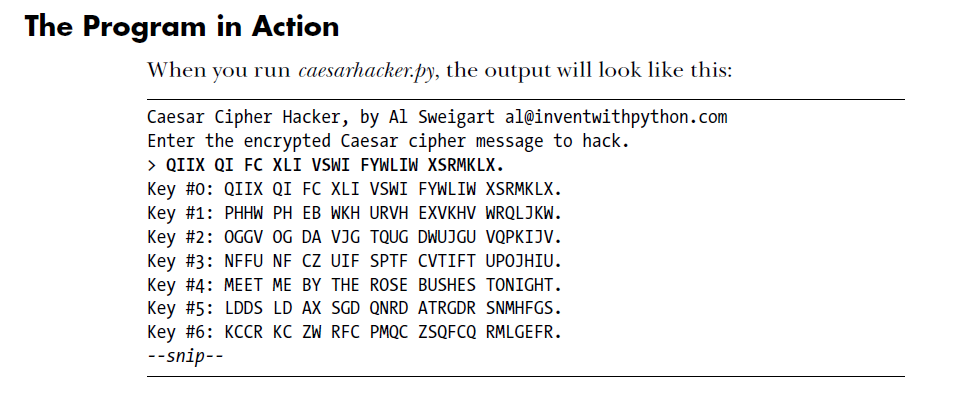 The Program in Action
When you run caesarhacker.py, the output will look like this:
Caesar Cipher Hacker, by Al Sweigart al@inventwithpython.com
Enter the encrypted Caesar cipher message to hack.
> QIIX QI FC XLI VSWI FYWLIW XSRMKLX.
Key #0: QIIX QI FC XLI VSWI FYWLIW XSRMKLX.
Key #1: PHHW PH EB WKH URVH EXVKHV WRQLJKW.
Key #2: OGGV OG DA VJG TQUG DWUJGU VQPKIJV.
Key #3: NFFU NF CZ UIF SPTF CVTIFT UPOJHIU.
Key #4: MEET ME BY THE ROSE BUSHES TONIGHT.
Key #5: LDDS LD AX SGD QNRD ATRGDR SNMHFGS.
Key #6: KCCR KC ZW RFC PMQC ZSQFCQ RMLGEFR.
--snip--